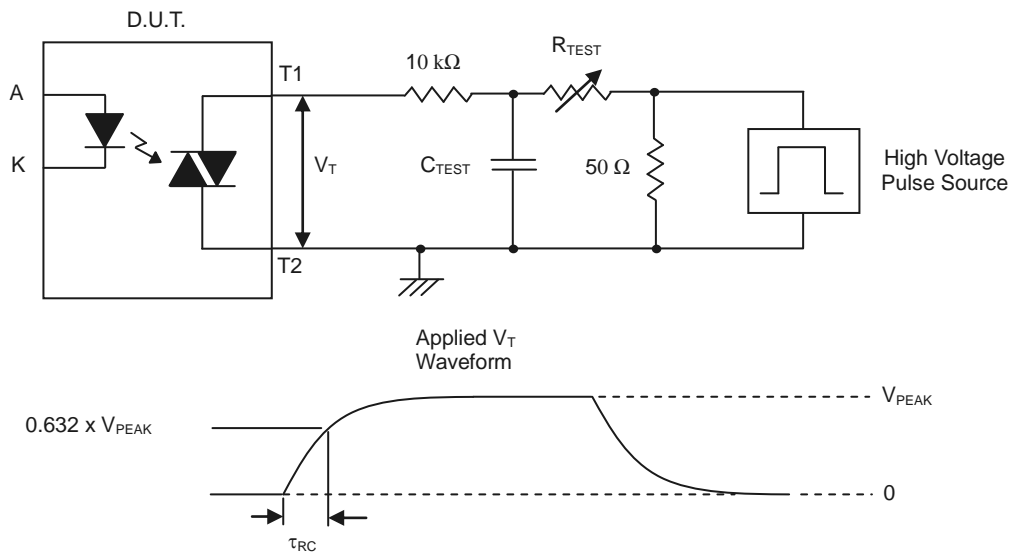 D.U.T.
A
K
T1
T2
V_T
10 kΩ
R_TEST
C_TEST
50 Ω
High Voltage
Pulse Source
Applied V_T
Waveform
0.632 x V_PEAK
V_PEAK
0
τ_RC